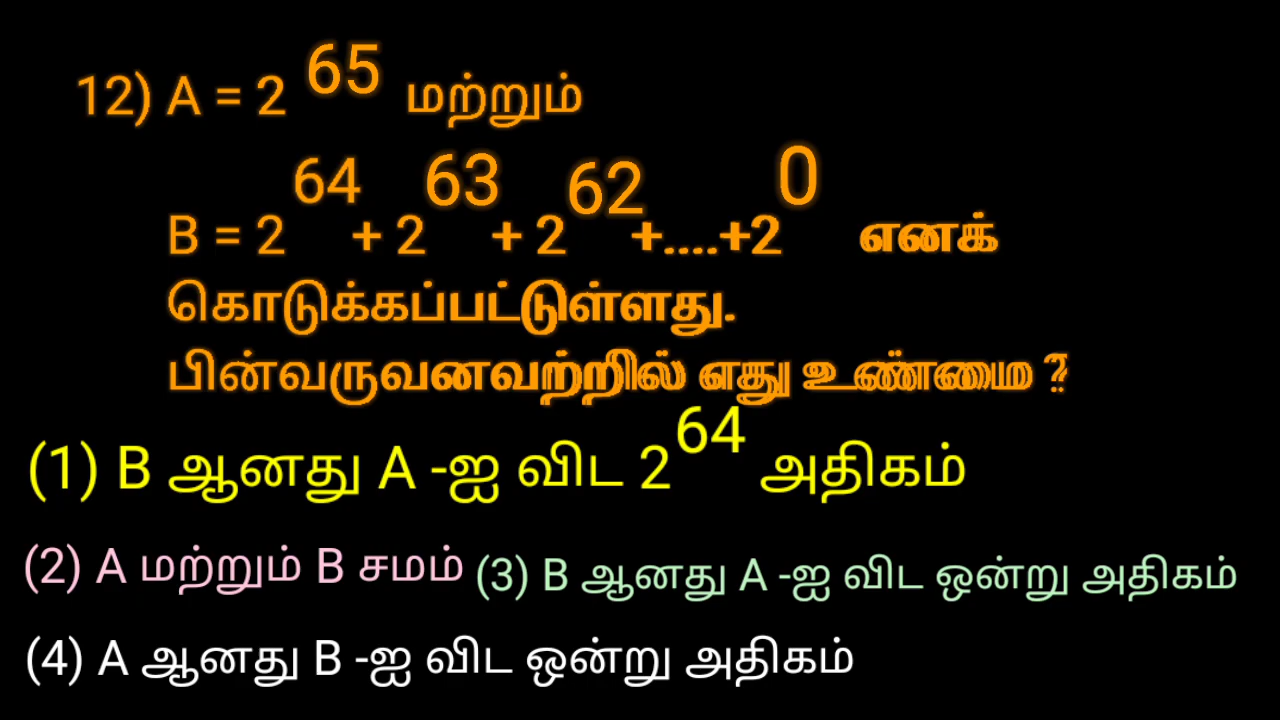 12) A = 2^65 மற்றும்
B = 2^64 + 2^63 + 2^62 +....+2^0 எனக்
கொடுக்கப்பட்டுள்ளது.
பின்வருவனவற்றில் எது உண்மை ?
(1) B ஆனது A -ஐ விட 2^64 அதிகம்
(2) A மற்றும் B சமம் (3) B ஆனது A -ஐ விட ஒன்று அதிகம்
(4) A ஆனது B -ஐ விட ஒன்று அதிகம்